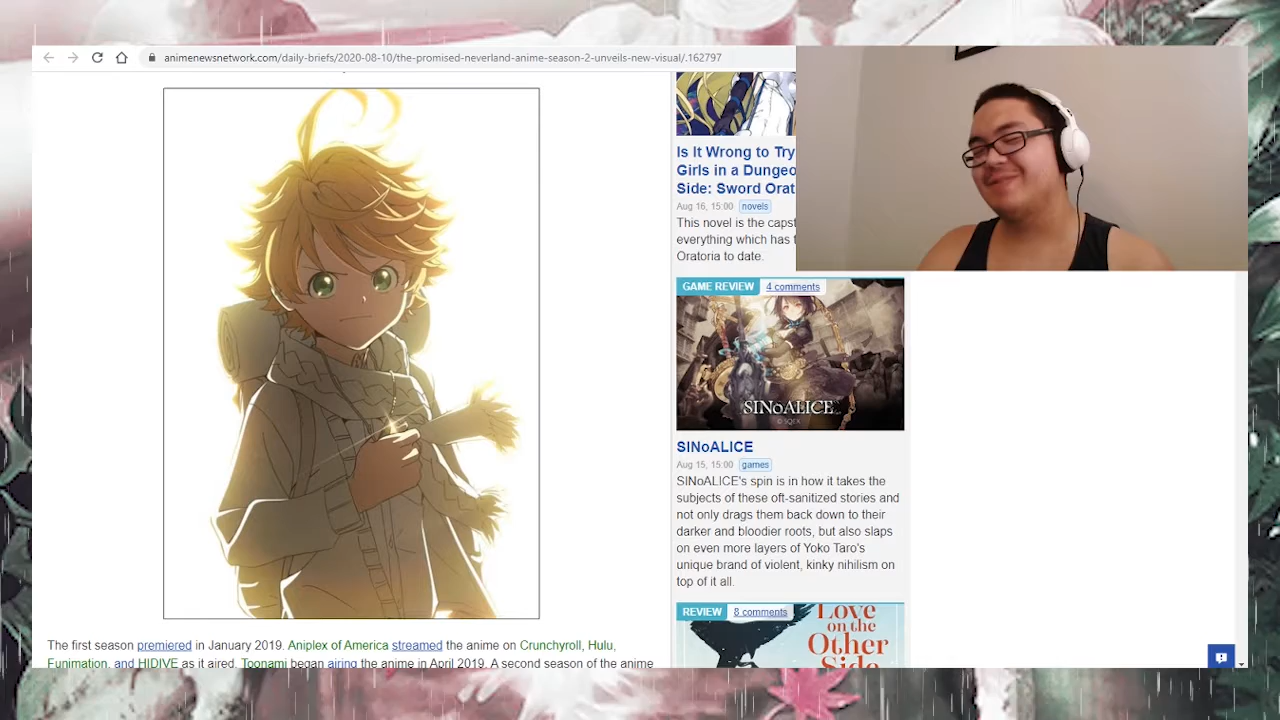 animenewsnetwork.com/daily-briefs/2020-08-10/the-promised-neverland-anime-season-2-unveils-new-visual/.162797
The first season premiered in January 2019. Aniplex of America streamed the anime on Crunchyroll, Hulu,
Funimation, and HIDIVE as it aired. Toonami began airing the anime in April 2019. A second season of the anime
Is It Wrong to Try
Girls in a Dungeo
Side: Sword Orat
Aug 16, 15:00 novels
This novel is the capst
everything which has t
Oratoria to date.
GAME REVIEW 4 comments
SINoALICE
© SQEX
SINoALICE
Aug 15, 15:00 games
SINoALICE's spin is in how it takes the
subjects of these oft-sanitized stories and
not only drags them back down to their
darker and bloodier roots, but also slaps
on even more layers of Yoko Taro's
unique brand of violent, kinky nihilism on
top of it all.
REVIEW 8 comments
Love
on the
Other
Side